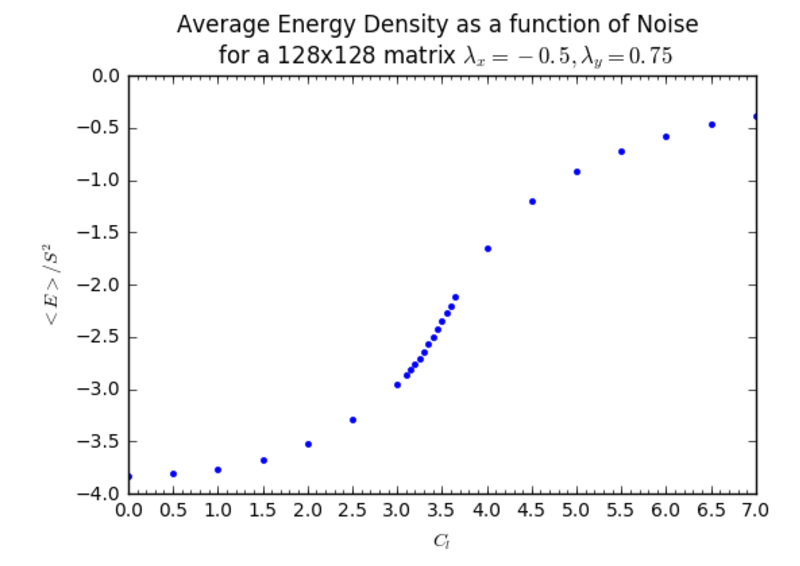 Average Energy Density as a function of Noise
for a 128x128 matrix λ_x = −0.5, λ_y = 0.75
0.0
−0.5
−1.0
−1.5
−2.0
−2.5
−3.0
−3.5
−4.0
< E > /S²
0.0 0.5 1.0 1.5 2.0 2.5 3.0 3.5 4.0 4.5 5.0 5.5 6.0 6.5 7.0
C_l